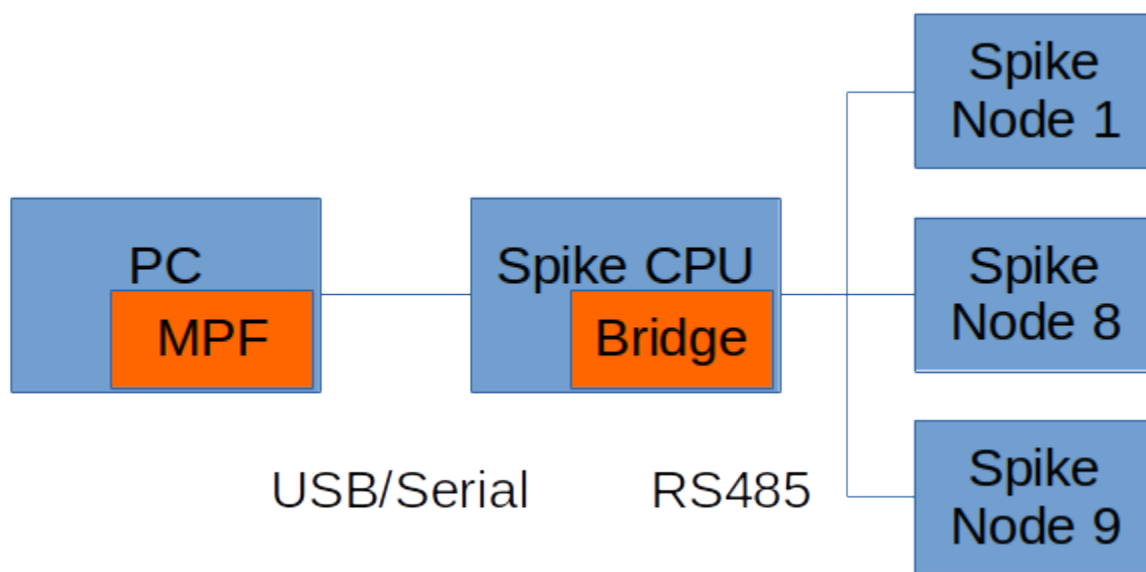 PC
MPF
Spike CPU
Bridge
Spike
Node 1
Spike
Node 8
Spike
Node 9
USB/Serial
RS485